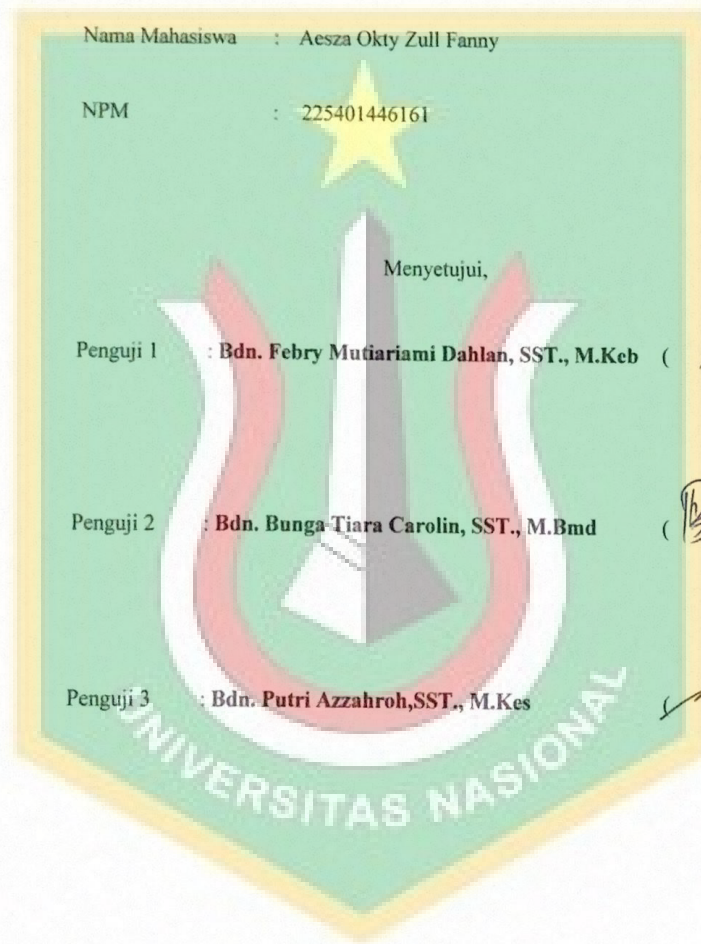 Nama Mahasiswa : Aesza Okty Zull Fanny
NPM : 225401446161
Menyetujui,
Penguji 1 : Bdn. Febry Mutiariami Dahlan, SST., M.Keb (
Penguji 2 : Bdn. Bunga Tiara Carolin, SST., M.Bmd (
Penguji 3 : Bdn. Putri Azzahroh,SST., M.Kes (
UNIVERSITAS NASIONAL